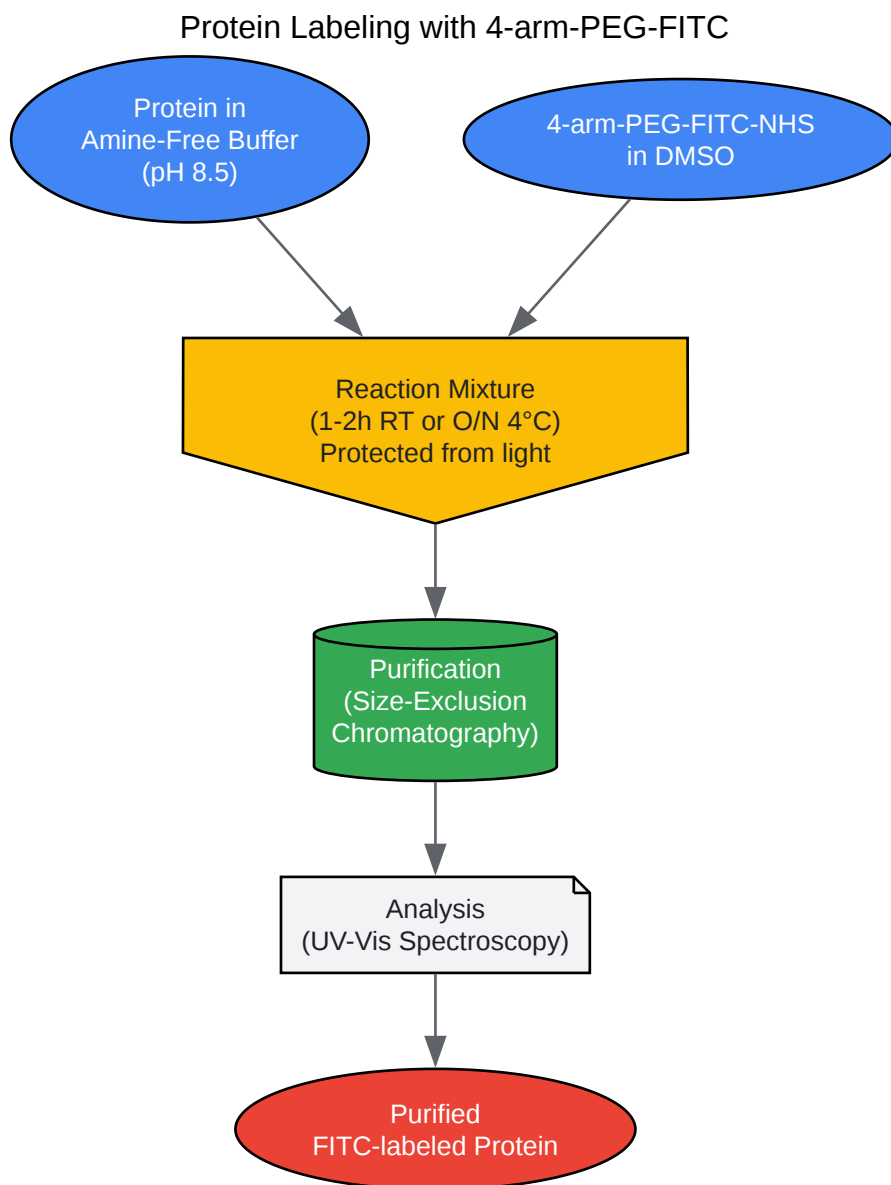 Protein Labeling with 4-arm-PEG-FITC
Protein in
Amine-Free Buffer
(pH 8.5)
4-arm-PEG-FITC-NHS
in DMSO
Reaction Mixture
(1-2h RT or O/N 4°C)
Protected from light
Purification
(Size-Exclusion
Chromatography)
Analysis
(UV-Vis Spectroscopy)
Purified
FITC-labeled Protein